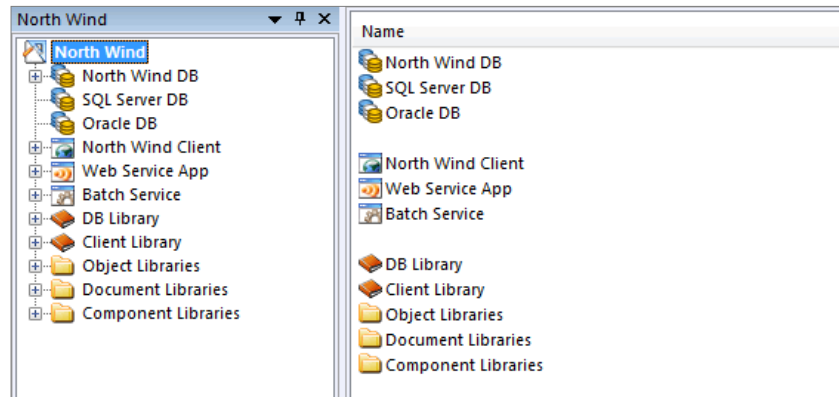 North Wind
North Wind
North Wind DB
SQL Server DB
Oracle DB
North Wind Client
Web Service App
Batch Service
DB Library
Client Library
Object Libraries
Document Libraries
Component Libraries
Name
North Wind DB
SQL Server DB
Oracle DB
North Wind Client
Web Service App
Batch Service
DB Library
Client Library
Object Libraries
Document Libraries
Component Libraries